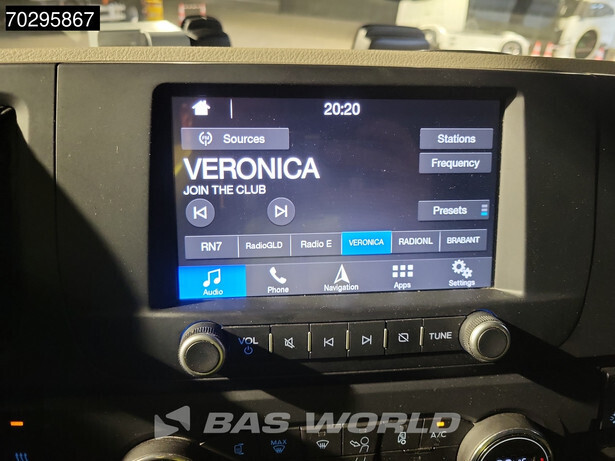 70295867
20:20
Sources
Stations
VERONICA
Frequency
JOIN THE CLUB
Presets
RN7 RadioGLD Radio E VERONICA RADIONL BRABANT
Audio Phone Navigation Apps Settings
VOL TUNE
BAS WORLD
MAX A/C